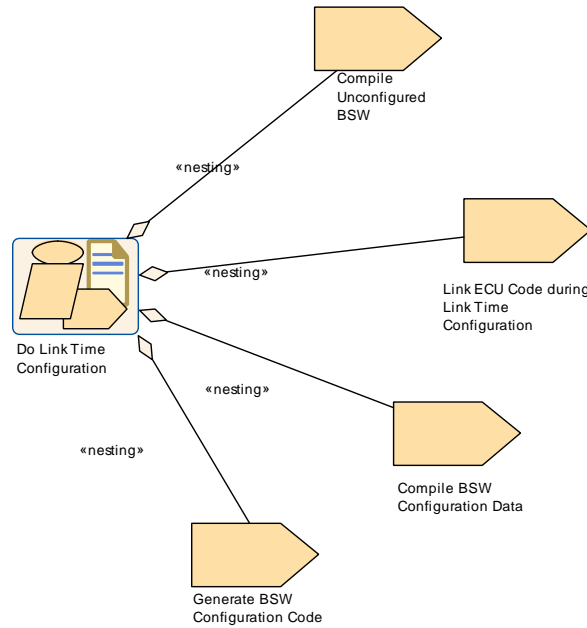 Compile
Unconfigured
BSW
«nesting»
Link ECU Code during
Link Time
Configuration
«nesting»
Do Link Time
Configuration
«nesting»
«nesting»
Compile BSW
Configuration Data
Generate BSW
Configuration Code